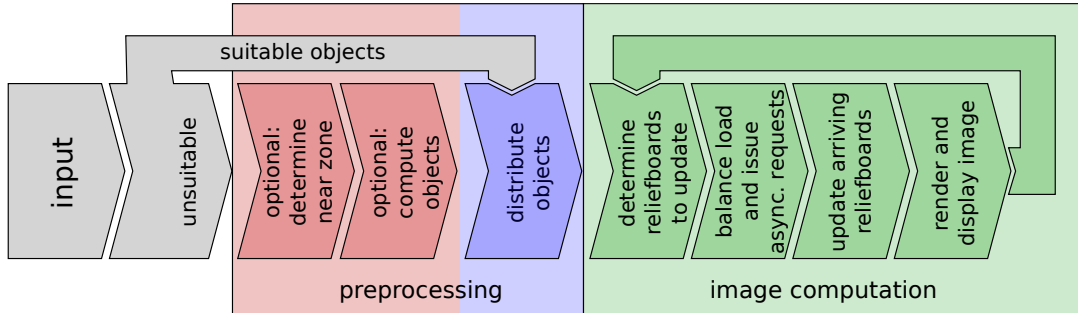 suitable objects
input
unsuitable
optional:
determine
near zone
optional:
compute
objects
distribute
objects
determine
reliefboards
to update
balance load
and issue
async. requests
update arriving
reliefboards
render and
display image
preprocessing
image computation